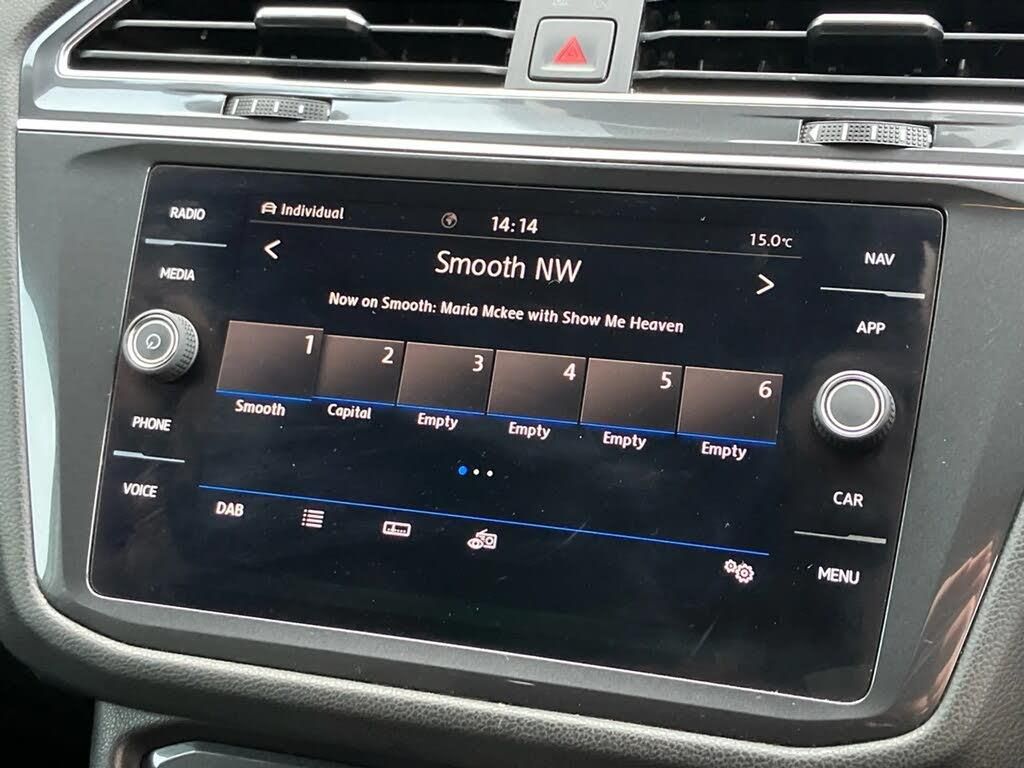 RADIO
MEDIA
PHONE
VOICE
Individual
14:14
15.0°C
Smooth NW
Now on Smooth: Maria Mckee with Show Me Heaven
1 2 3 4 5 6
Smooth Capital Empty Empty Empty Empty
DAB
NAV
APP
CAR
MENU